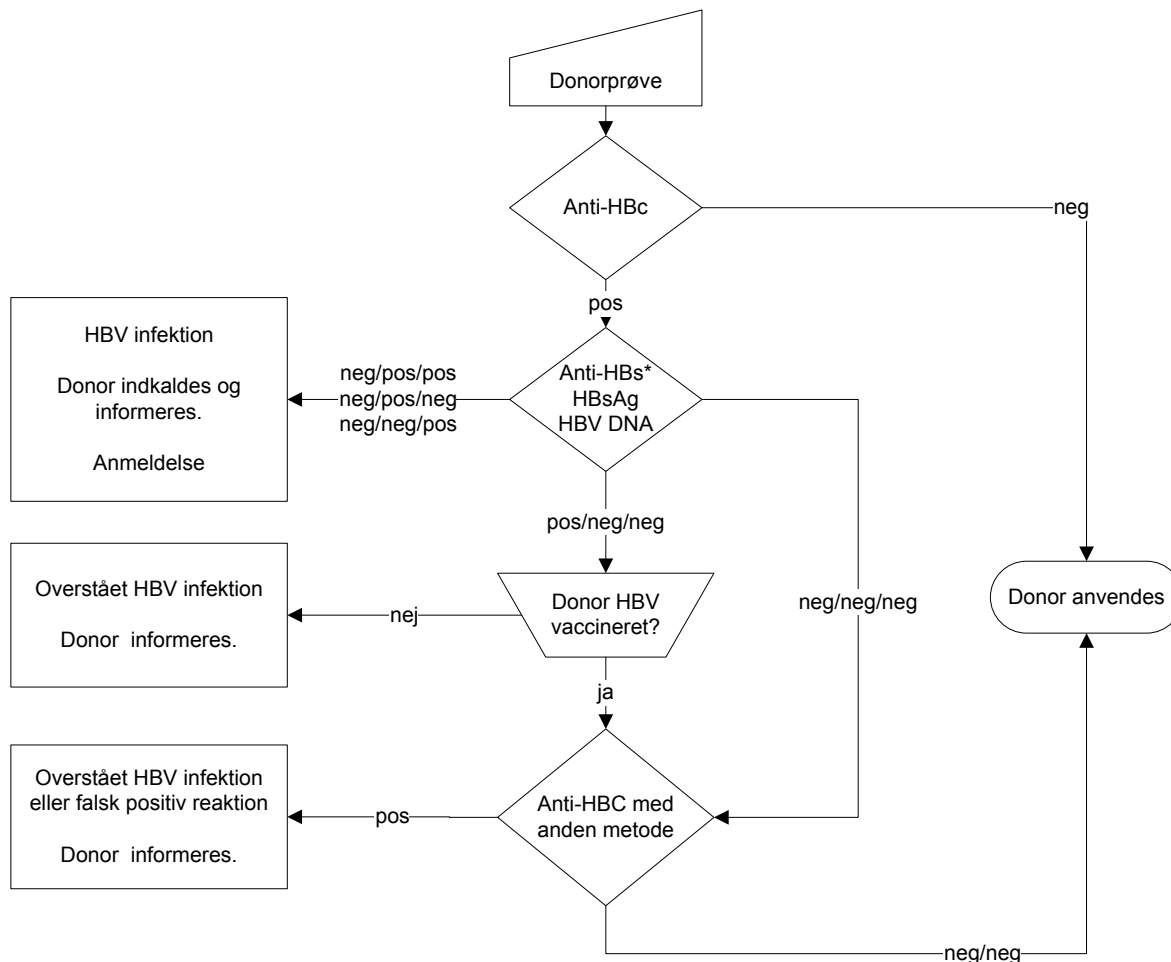 Donorprøve
Anti-HBc
neg
pos
HBV infektion
Donor indkaldes og
informeres.
Anmeldelse
neg/pos/pos
neg/pos/neg
neg/neg/pos
Anti-HBs*
HBsAg
HBV DNA
pos/neg/neg
Overstået HBV infektion
Donor informeres.
nej
Donor HBV
vaccineret?
neg/neg/neg
Donor anvendes
ja
Overstået HBV infektion
eller falsk positiv reaktion
Donor informeres.
pos
Anti-HBC med
anden metode
neg/neg